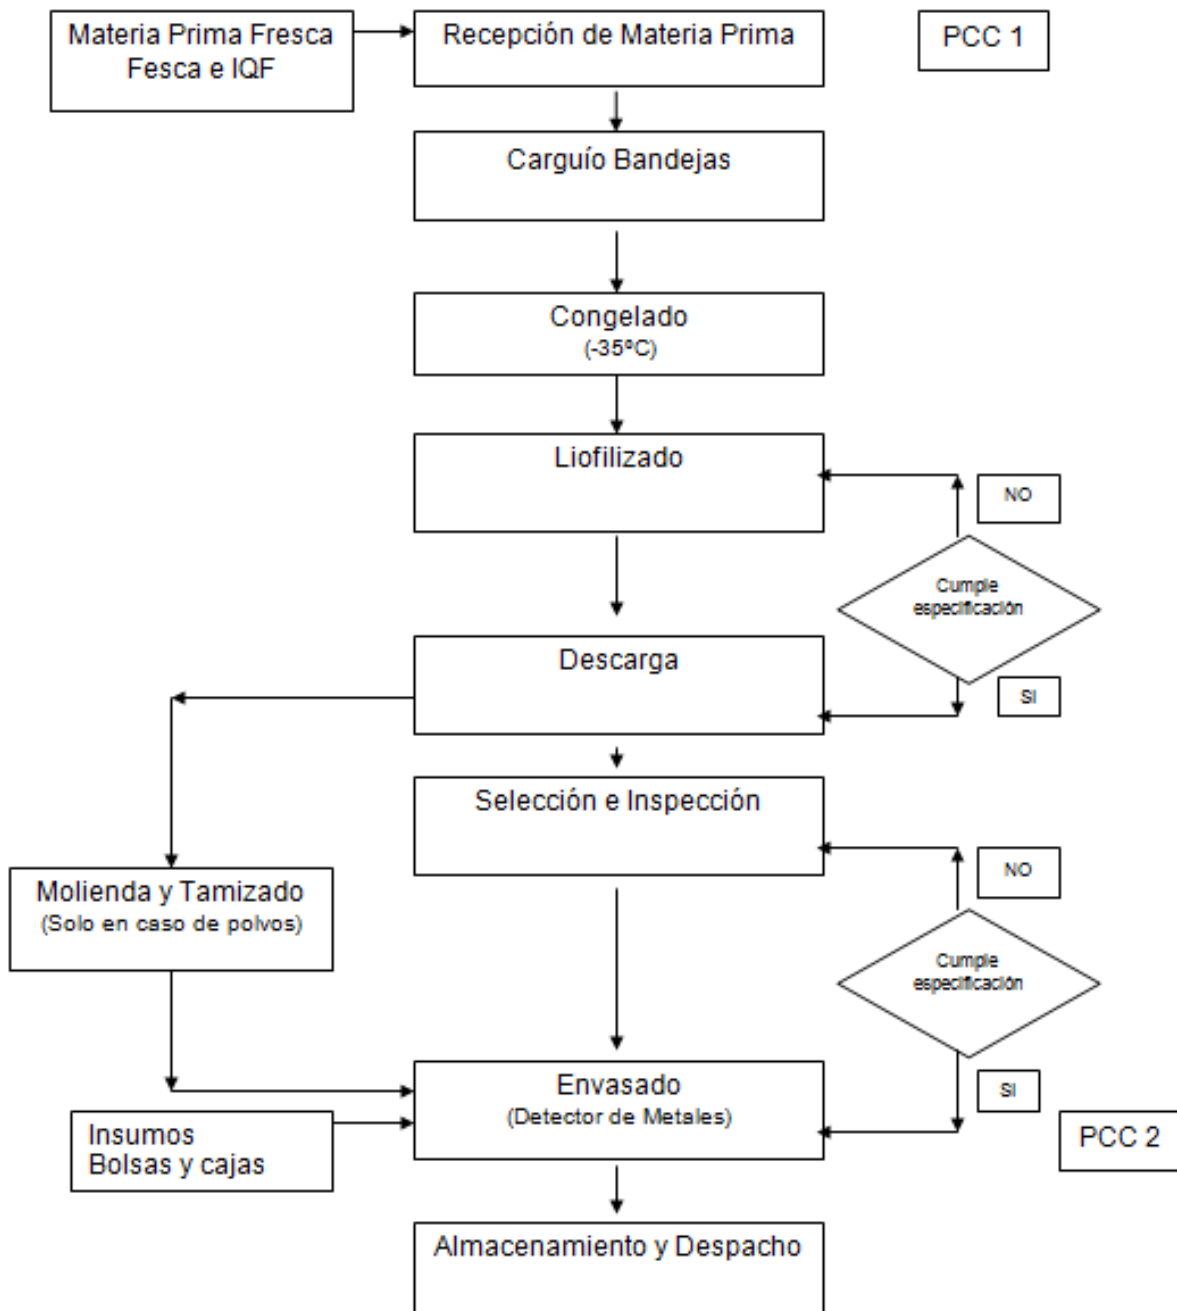 Materia Prima Fresca
Fesca e IQF
Recepción de Materia Prima
PCC 1
Carguío Bandejas
Congelado
(-35ºC)
Liofilizado
NO
Cumple
especificación
SI
Descarga
Selección e Inspección
NO
Molienda y Tamizado
(Solo en caso de polvos)
Cumple
especificación
SI
Envasado
(Detector de Metales)
PCC 2
Insumos
Bolsas y cajas
Almacenamiento y Despacho